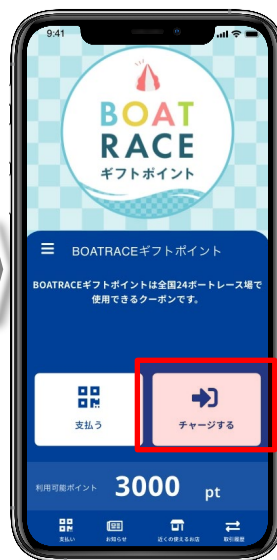 9:41
BOAT
RACE
ギフトポイント
BOATRACEギフトポイント
BOATRACEギフトポイントは全国24ボートレース場で
使用できるクーポンです。
支払う
チャージする
利用可能ポイント 3000 pt
支払い お知らせ 近くの使えるお店 取引履歴